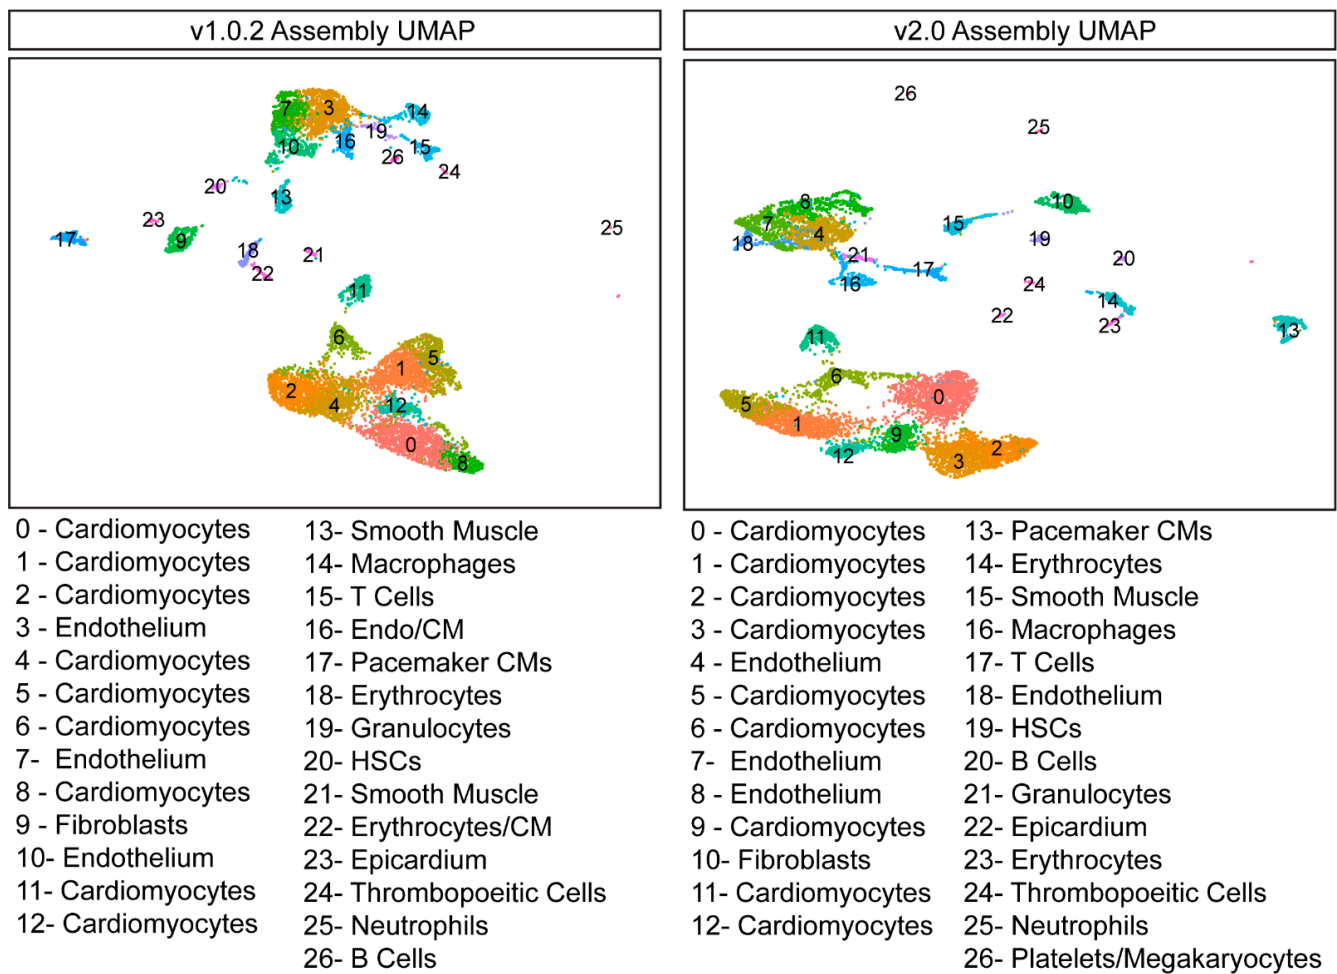 v1.0.2 Assembly UMAP
7
3
14
19
16
10
15
26
24
20
13
23
25
17
9
18
21
22
11
6
1
5
2
4
12
0
8
0 - Cardiomyocytes
1 - Cardiomyocytes
2 - Cardiomyocytes
3 - Endothelium
4 - Cardiomyocytes
5 - Cardiomyocytes
6 - Cardiomyocytes
7- Endothelium
8 - Cardiomyocytes
9 - Fibroblasts
10- Endothelium
11- Cardiomyocytes
12- Cardiomyocytes
13- Smooth Muscle
14- Macrophages
15- T Cells
16- Endo/CM
17- Pacemaker CMs
18- Erythrocytes
19- Granulocytes
20- HSCs
21- Smooth Muscle
22- Erythrocytes/CM
23- Epicardium
24- Thrombopoeitic Cells
25- Neutrophils
26- B Cells
v2.0 Assembly UMAP
26
25
8
10
7
15
4
18
19
21
20
17
16
24
14
22
23
13
11
6
0
5
1
9
2
12
3
0 - Cardiomyocytes
1 - Cardiomyocytes
2 - Cardiomyocytes
3 - Cardiomyocytes
4 - Endothelium
5 - Cardiomyocytes
6 - Cardiomyocytes
7- Endothelium
8 - Endothelium
9 - Cardiomyocytes
10- Fibroblasts
11- Cardiomyocytes
12- Cardiomyocytes
13- Pacemaker CMs
14- Erythrocytes
15- Smooth Muscle
16- Macrophages
17- T Cells
18- Endothelium
19- HSCs
20- B Cells
21- Granulocytes
22- Epicardium
23- Erythrocytes
24- Thrombopoeitic Cells
25- Neutrophils
26- Platelets/Megakaryocytes